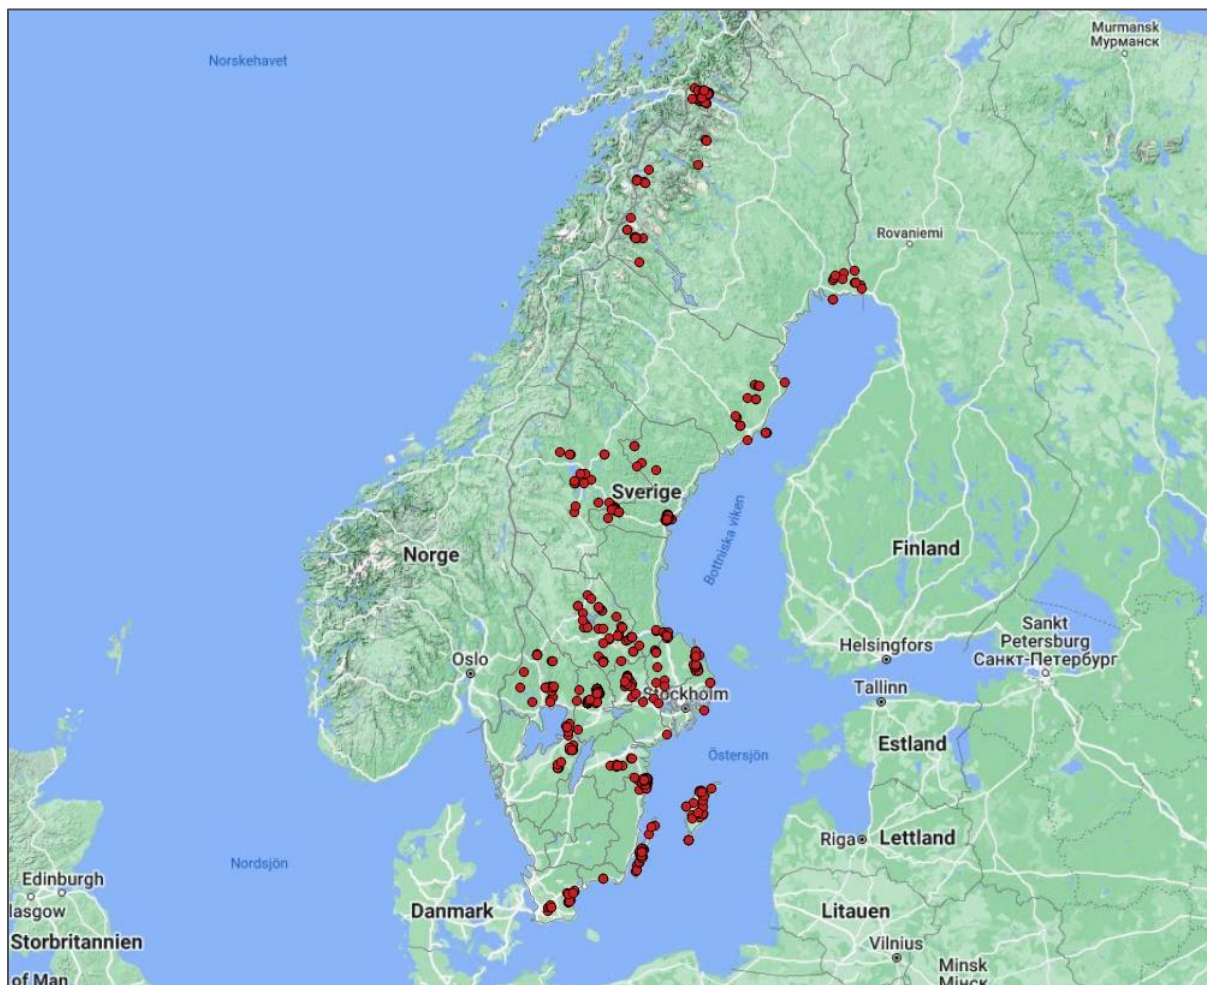 Murmansk
Мурманск
Norskehavet
Rovaniemi
Sverige
Bottniska viken
Norge
Finland
Sankt
Petersburg
Санкт-Петербург
Helsingfors
Oslo
Tallinn
Stockholm
Estland
Östersjön
Riga
Lettland
Nordsjön
Edinburgh
lasgow
Danmark
Litauen
Storbritannien
Vilnius
Minsk
Мінск
of Man